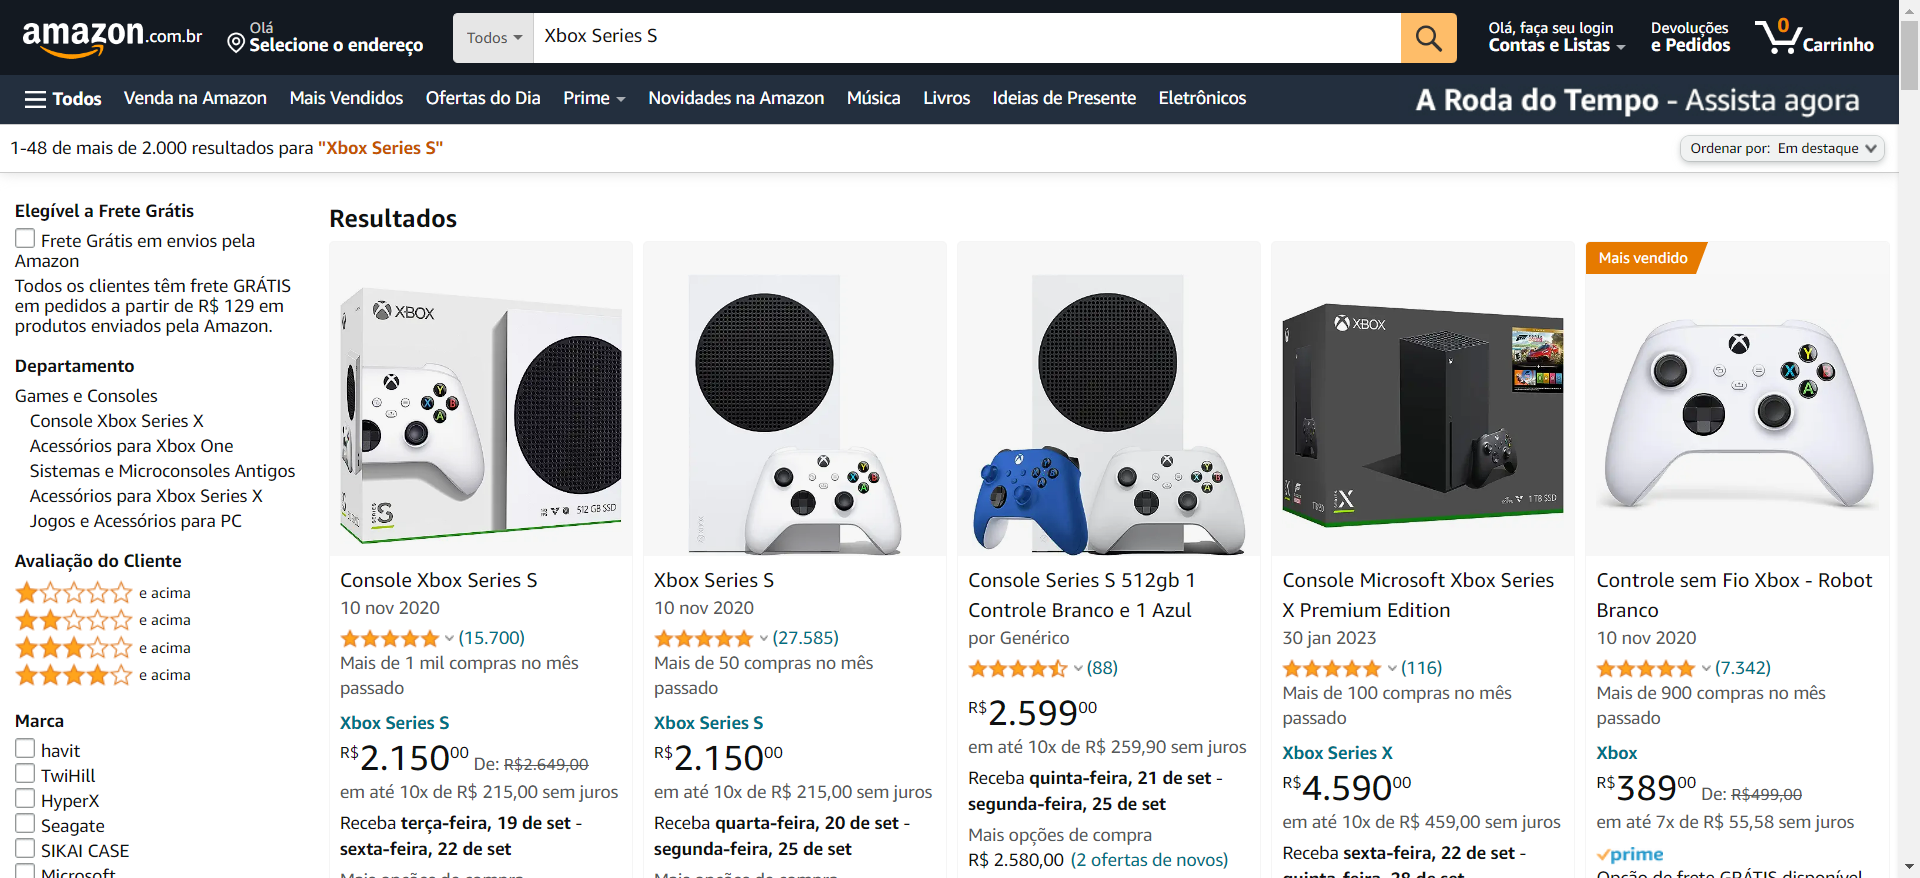 amazon.com.br
Olá
Selecione o endereço
Todos
Xbox Series S
Olá, faça seu login
Contas e Listas
Devoluções
e Pedidos
0
Carrinho
Todos
Venda na Amazon
Mais Vendidos
Ofertas do Dia
Prime
Novidades na Amazon
Música
Livros
Ideias de Presente
Eletrônicos
A Roda do Tempo - Assista agora
1-48 de mais de 2.000 resultados para "Xbox Series S"
Ordenar por: Em destaque
Elegível a Frete Grátis
Frete Grátis em envios pela
Amazon
Todos os clientes têm frete GRÁTIS
em pedidos a partir de R$ 129 em
produtos enviados pela Amazon.
Departamento
Games e Consoles
Console Xbox Series X
Acessórios para Xbox One
Sistemas e Microconsoles Antigos
Acessórios para Xbox Series X
Jogos e Acessórios para PC
Avaliação do Cliente
e acima
e acima
e acima
e acima
Marca
havit
TwiHill
HyperX
Seagate
SIKAI CASE
Microsoft
Resultados
XBOX
SERIES S
512 GB SSD
Console Xbox Series S
10 nov 2020
(15.700)
Mais de 1 mil compras no mês
passado
Xbox Series S
R$2.15000 De: R$2.649,00
em até 10x de R$ 215,00 sem juros
Receba terça-feira, 19 de set -
sexta-feira, 22 de set
Mais opções de compra
Xbox Series S
10 nov 2020
(27.585)
Mais de 50 compras no mês
passado
Xbox Series S
R$2.15000
em até 10x de R$ 215,00 sem juros
Receba quarta-feira, 20 de set -
segunda-feira, 25 de set
Mais opções de compra
Console Series S 512gb 1
Controle Branco e 1 Azul
por Genérico
(88)
R$2.59900
em até 10x de R$ 259,90 sem juros
Receba quinta-feira, 21 de set -
segunda-feira, 25 de set
Mais opções de compra
R$ 2.580,00 (2 ofertas de novos)
XBOX
SERIES X
1 TB SSD
Console Microsoft Xbox Series
X Premium Edition
30 jan 2023
(116)
Mais de 100 compras no mês
passado
Xbox Series X
R$4.59000
em até 10x de R$ 459,00 sem juros
Receba sexta-feira, 22 de set -
quinta-feira, 28 de set
Mais vendido
Y
X
B
A
Controle sem Fio Xbox - Robot
Branco
10 nov 2020
(7.342)
Mais de 900 compras no mês
passado
Xbox
R$38900 De: R$499,00
em até 7x de R$ 55,58 sem juros
prime
Opção de frete GRÁTIS disponível